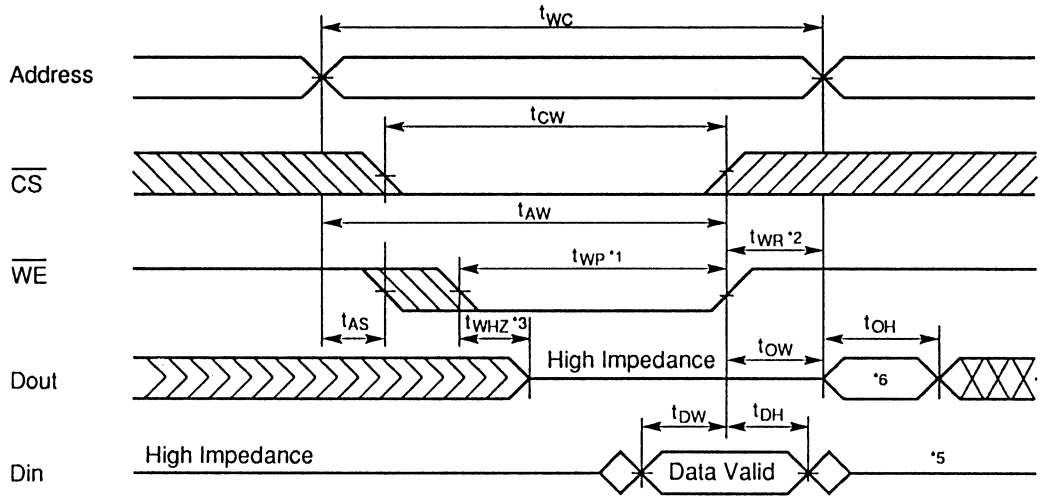 tWC
Address
tCW
CS
tAW
tWR *2
WE
tWP *1
tAS
tWHZ *3
tOH
High Impedance
tOW
Dout
*6
tDW
tDH
High Impedance
Din
Data Valid
*5